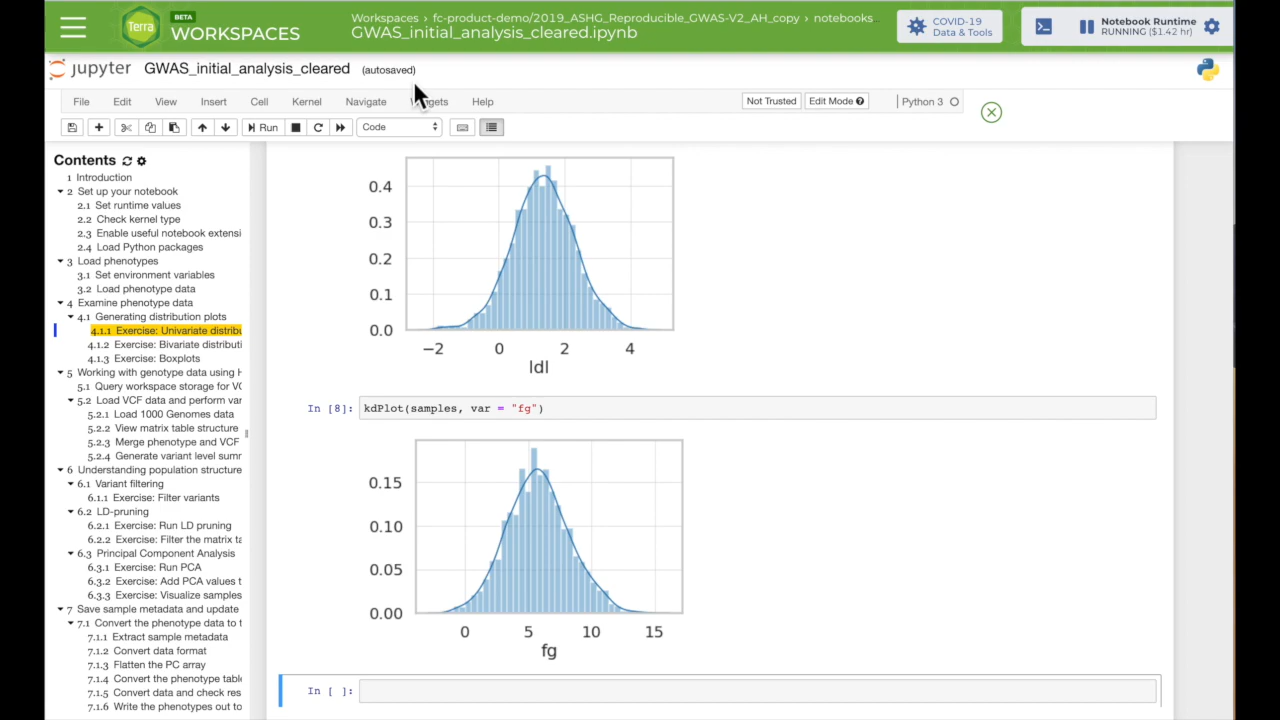 Terra
BETA
WORKSPACES
Workspaces › fc-product-demo/2019_ASHG_Reproducible_GWAS-V2_AH_copy › notebooks...
GWAS_initial_analysis_cleared.ipynb
COVID-19
Data & Tools
Notebook Runtime
RUNNING ($1.42 hr)
jupyter GWAS_initial_analysis_cleared (autosaved)
File Edit View Insert Cell Kernel Navigate Help
Not Trusted Edit Mode Python 3
Run Code
Contents
1 Introduction
2 Set up your notebook
2.1 Set runtime values
2.2 Check kernel type
2.3 Enable useful notebook extensi
2.4 Load Python packages
3 Load phenotypes
3.1 Set environment variables
3.2 Load phenotype data
4 Examine phenotype data
4.1 Generating distribution plots
4.1.1 Exercise: Univariate distribu
4.1.2 Exercise: Bivariate distributi
4.1.3 Exercise: Boxplots
5 Working with genotype data using H
5.1 Query workspace storage for VC
5.2 Load VCF data and perform var
5.2.1 Load 1000 Genomes data
5.2.2 View matrix table structure
5.2.3 Merge phenotype and VCF
5.2.4 Generate variant level summ
6 Understanding population structure
6.1 Variant filtering
6.1.1 Exercise: Filter variants
6.2 LD-pruning
6.2.1 Exercise: Run LD pruning
6.2.2 Exercise: Filter the matrix ta
6.3 Principal Component Analysis
6.3.1 Exercise: Run PCA
6.3.2 Exercise: Add PCA values t
6.3.3 Exercise: Visualize samples
7 Save sample metadata and update
7.1 Convert the phenotype data to t
7.1.1 Extract sample metadata
7.1.2 Convert data format
7.1.3 Flatten the PC array
7.1.4 Convert the phenotype table
7.1.5 Convert data and check res
7.1.6 Write the phenotypes out to
0.4
0.3
0.2
0.1
0.0
−2 0 2 4
ldl
In [8]: kdPlot(samples, var = "fg")
0.15
0.10
0.05
0.00
0 5 10 15
fg
In [ ]: